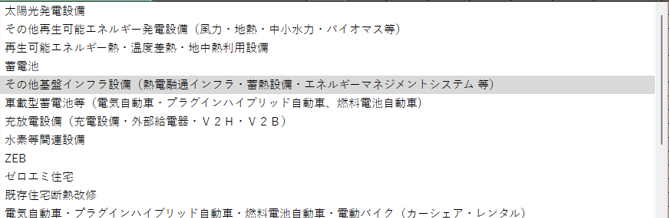 太陽光発電設備
その他再生可能エネルギー発電設備（風力・地熱・中小水力・バイオマス等）
再生可能エネルギー熱・温度差熱・地中熱利用設備
蓄電池
その他基盤インフラ設備（熱電融通インフラ・蓄熱設備・エネルギーマネジメントシステム 等）
車載型蓄電池等（電気自動車・プラグインハイブリッド自動車、燃料電池自動車）
充放電設備（充電設備・外部給電器・Ｖ２Ｈ・Ｖ２Ｂ）
水素等関連設備
ZEB
ゼロエミ住宅
既存住宅断熱改修
電気自動車・プラグインハイブリッド自動車・燃料電池自動車・電動バイク（カーシェア・レンタル）